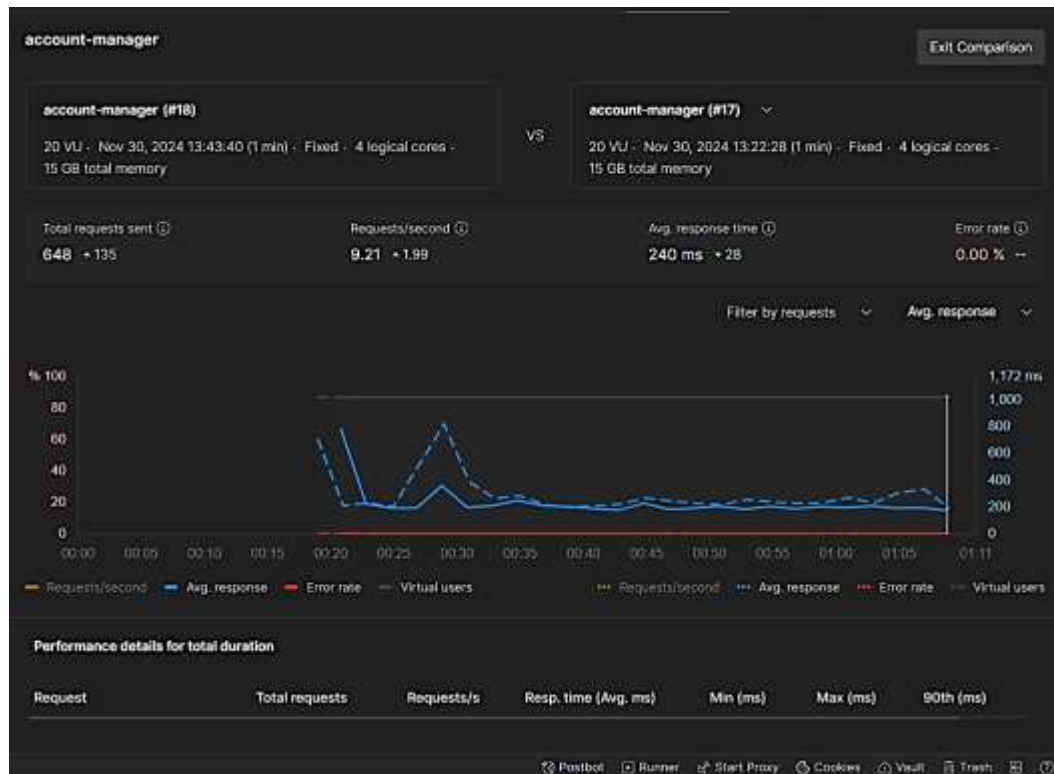 account-manager
Exit Comparison
account-manager (#18)
20 VU - Nov 30, 2024 13:43:40 (1 min) - Fixed - 4 logical cores -
15 GB total memory
VS
account-manager (#17)
20 VU - Nov 30, 2024 13:22:28 (1 min) - Fixed - 4 logical cores -
15 GB total memory
Total requests sent
648 135
Requests/second
9.21 1.99
Avg. response time
240 ms 28
Error rate
0.00 % --
Filter by requests
Avg. response
% 100
80
60
40
20
0
1,172 ms
1,000
800
600
400
200
0
00:00 00:05 00:10 00:15 00:20 00:25 00:30 00:35 00:40 00:45 00:50 00:55 01:00 01:05 01:11
Requests/second Avg. response Error rate Virtual users
Requests/second Avg. response Error rate Virtual users
Performance details for total duration
Request Total requests Requests/s Resp. time (Avg. ms) Min (ms) Max (ms) 90th (ms)
Postbot Runner Start Proxy Cookies Vault Trash